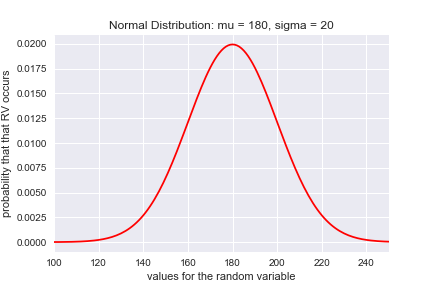 Normal Distribution: mu = 180, sigma = 20
probability that that RV occurs
0.0200
0.0175
0.0150
0.0125
0.0100
0.0075
0.0050
0.0025
0.0000
100 120 140 160 180 200 220 240
values for the random variable